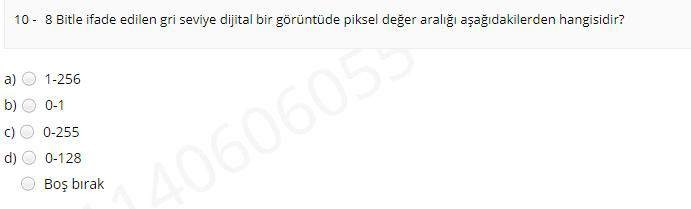 10 - 8 Bitle ifade edilen gri seviye dijital bir görüntüde piksel değer aralığı aşağıdakilerden hangisidir?
a) 1-256
b) 0-1
c) 0-255
d) 0-128
Boş bırak